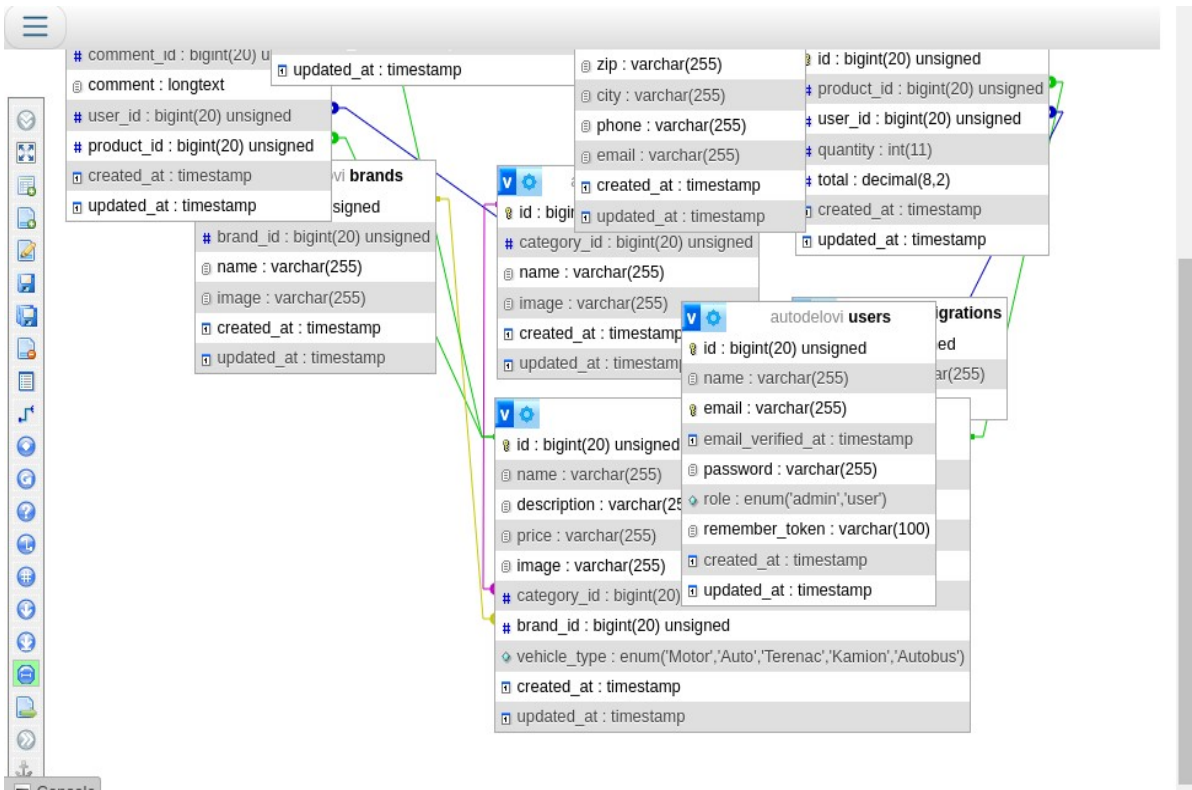 comment_id : bigint(20) u
comment : longtext
user_id : bigint(20) unsigned
product_id : bigint(20) unsigned
created_at : timestamp
updated_at : timestamp
updated_at : timestamp
zip : varchar(255)
city : varchar(255)
phone : varchar(255)
email : varchar(255)
created_at : timestamp
updated_at : timestamp
id : bigint(20) unsigned
product_id : bigint(20) unsigned
user_id : bigint(20) unsigned
quantity : int(11)
total : decimal(8,2)
created_at : timestamp
updated_at : timestamp
vi brands
signed
brand_id : bigint(20) unsigned
name : varchar(255)
image : varchar(255)
created_at : timestamp
updated_at : timestamp
V
id : bigir
category_id : bigint(20) unsigned
name : varchar(255)
image : varchar(255)
created_at : timestamp
updated_at : timestamp
igrations
ed
ar(255)
V autodelovi users
id : bigint(20) unsigned
name : varchar(255)
email : varchar(255)
email_verified_at : timestamp
password : varchar(255)
role : enum('admin','user')
remember_token : varchar(100)
created_at : timestamp
updated_at : timestamp
V
id : bigint(20) unsigned
name : varchar(255)
description : varchar(25
price : varchar(255)
image : varchar(255)
category_id : bigint(20)
brand_id : bigint(20) unsigned
vehicle_type : enum('Motor','Auto','Terenac','Kamion','Autobus')
created_at : timestamp
updated_at : timestamp
Console